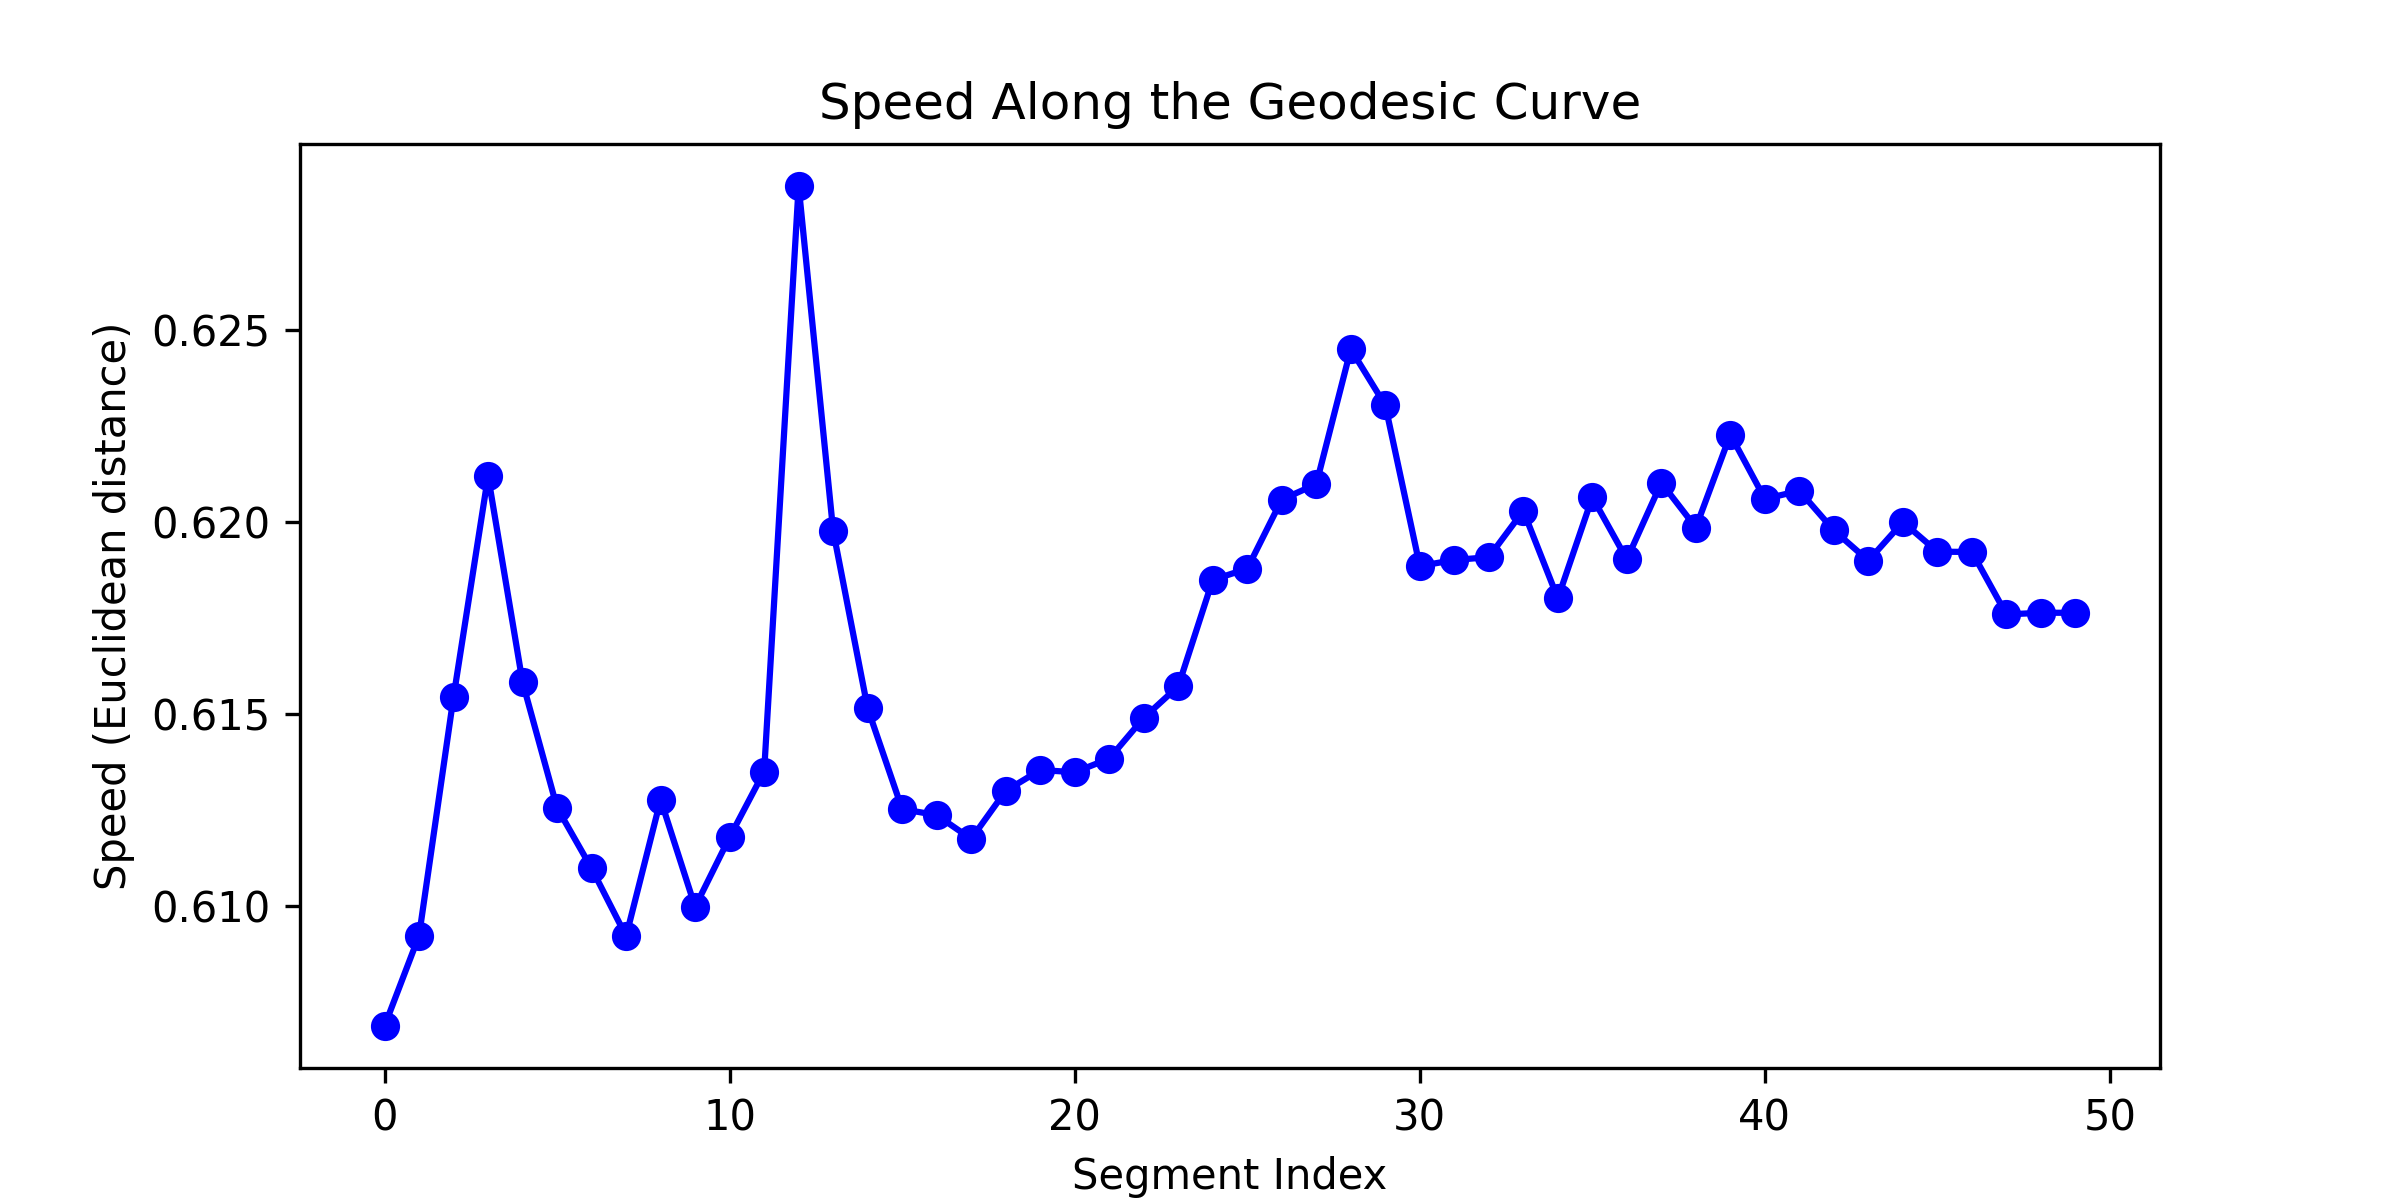 Speed Along the Geodesic Curve
Speed (Euclidean distance)
0.625
0.620
0.615
0.610
0 10 20 30 40 50
Segment Index